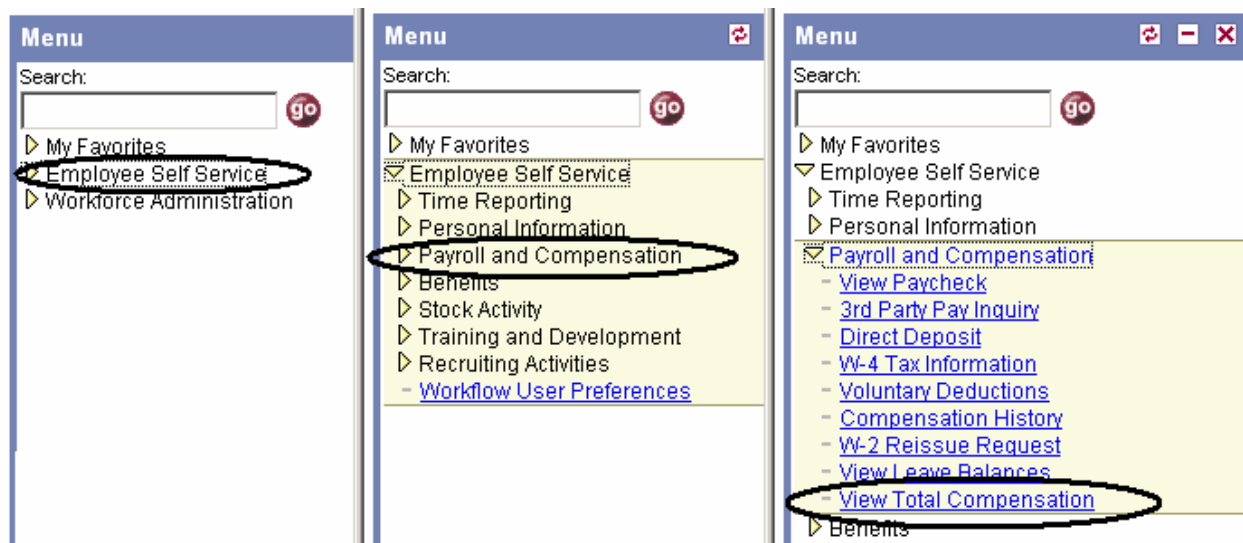 Menu
Search:
go
My Favorites
Employee Self Service
Workforce Administration
Menu
Search:
go
My Favorites
Employee Self Service
Time Reporting
Personal Information
Payroll and Compensation
Benefits
Stock Activity
Training and Development
Recruiting Activities
Workflow User Preferences
Menu
Search:
go
My Favorites
Employee Self Service
Time Reporting
Personal Information
Payroll and Compensation
View Paycheck
3rd Party Pay Inquiry
Direct Deposit
W-4 Tax Information
Voluntary Deductions
Compensation History
W-2 Reissue Request
View Leave Balances
View Total Compensation
Benefits